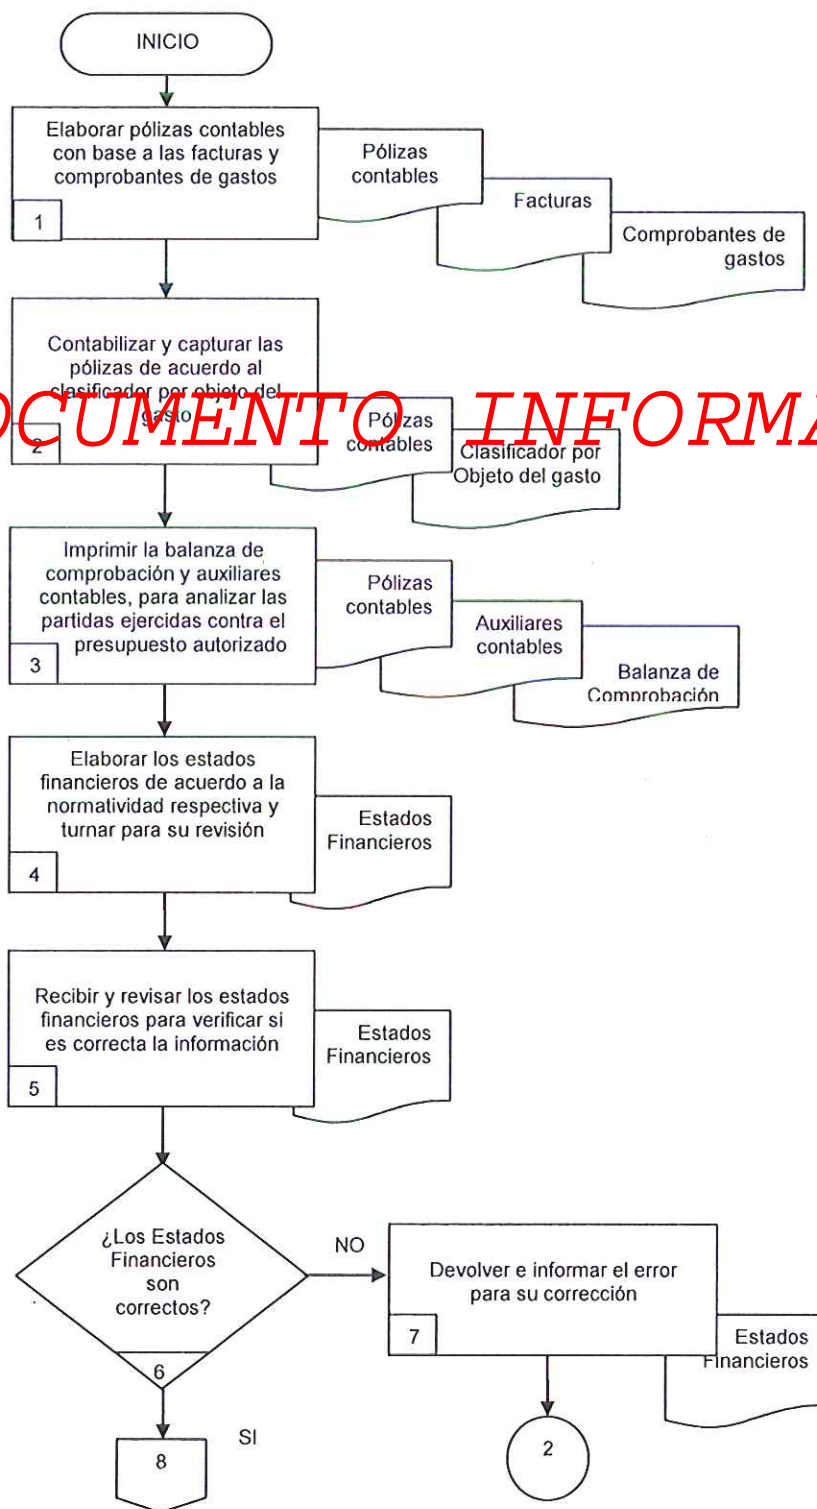 INICIO
Elaborar pólizas contables
con base a las facturas y
comprobantes de gastos
1
Pólizas
contables
Facturas
Comprobantes de
gastos
Contabilizar y capturar las
pólizas de acuerdo al
clasificador por objeto del
gasto
2
Pólizas
contables
Clasificador por
Objeto del gasto
DOCUMENTO INFORMA
Imprimir la balanza de
comprobación y auxiliares
contables, para analizar las
partidas ejercidas contra el
presupuesto autorizado
3
Pólizas
contables
Auxiliares
contables
Balanza de
Comprobación
Elaborar los estados
financieros de acuerdo a la
normatividad respectiva y
turnar para su revisión
4
Estados
Financieros
Recibir y revisar los estados
financieros para verificar si
es correcta la información
5
Estados
Financieros
¿Los Estados
Financieros
son
correctos?
6
NO
Devolver e informar el error
para su corrección
7
Estados
Financieros
SI
8
2